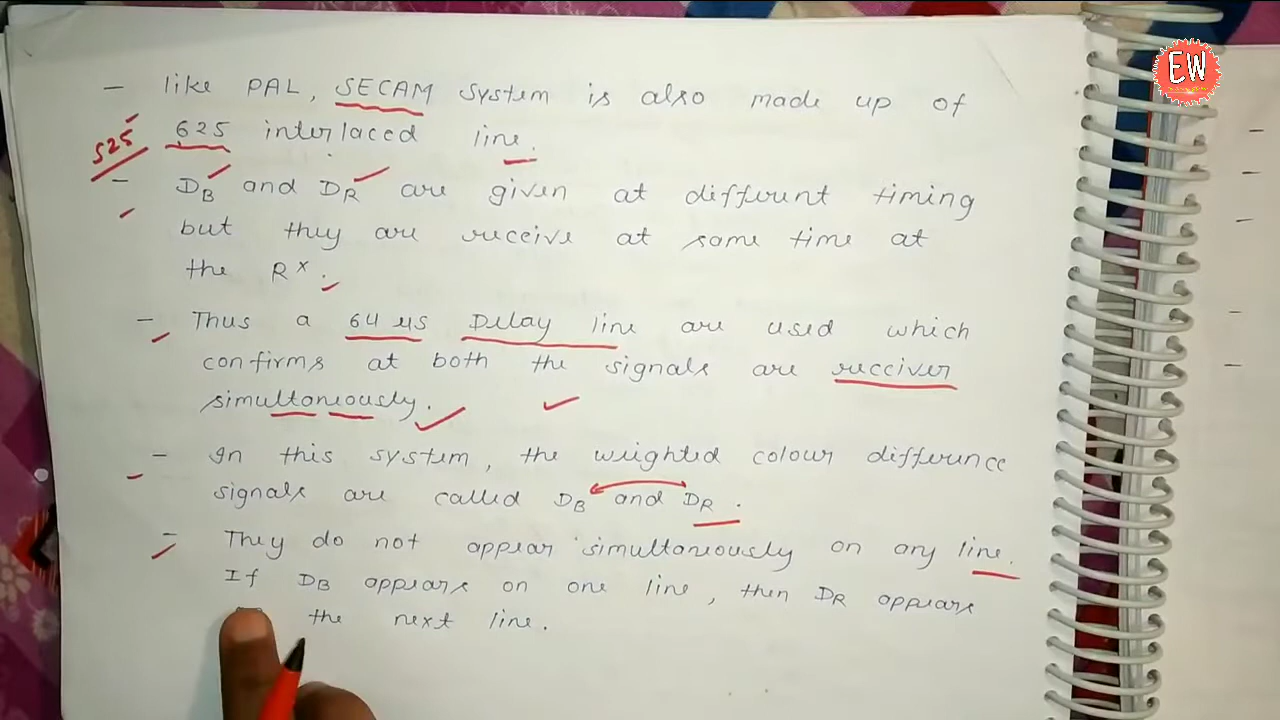 - like PAL, SECAM system is also made up of
525 625 interlaced line.
- DB and DR are given at different timing
but they are receive at same time at
the Rx.
- Thus a 64 us Delay line are used which
confirms at both the signals are receiver
simultaneously.
- In this system, the weighted colour difference
signals are called DB and DR.
- They do not appear simultaneously on any line.
If DB appears on one line, then DR appears
the next line.
EW